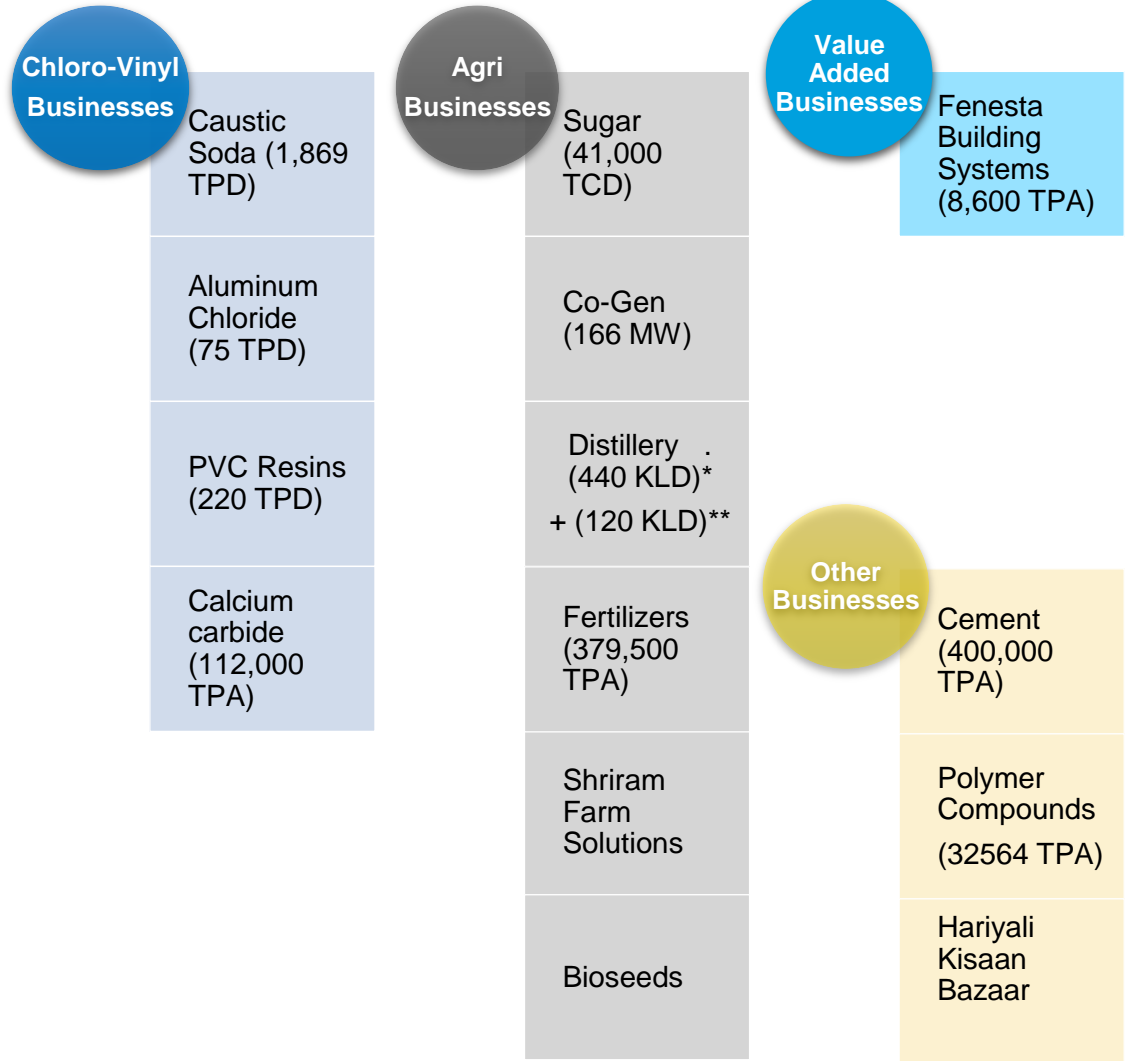 Chloro-Vinyl
Businesses
Caustic
Soda (1,869
TPD)
Aluminum
Chloride
(75 TPD)
PVC Resins
(220 TPD)
Calcium
carbide
(112,000
TPA)
Agri
Businesses
Sugar
(41,000
TCD)
Co-Gen
(166 MW)
Distillery .
(440 KLD)*
+ (120 KLD)**
Fertilizers
(379,500
TPA)
Shriram
Farm
Solutions
Bioseeds
Value
Added
Businesses
Fenesta
Building
Systems
(8,600 TPA)
Other
Businesses
Cement
(400,000
TPA)
Polymer
Compounds
(32564 TPA)
Hariyali
Kisaan
Bazaar